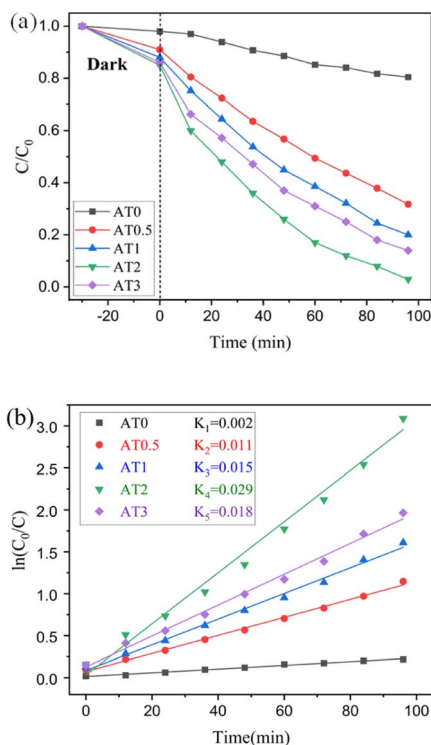 (a)
1.0
0.8
0.6
0.4
0.2
0.0
C/C₀
Dark
AT0
AT0.5
AT1
AT2
AT3
-20 0 20 40 60 80 100
Time (min)
(b)
3.0
2.5
2.0
1.5
1.0
0.5
0.0
ln(C₀/C)
AT0 K₁=0.002
AT0.5 K₂=0.011
AT1 K₃=0.015
AT2 K₄=0.029
AT3 K₅=0.018
0 20 40 60 80 100
Time(min)